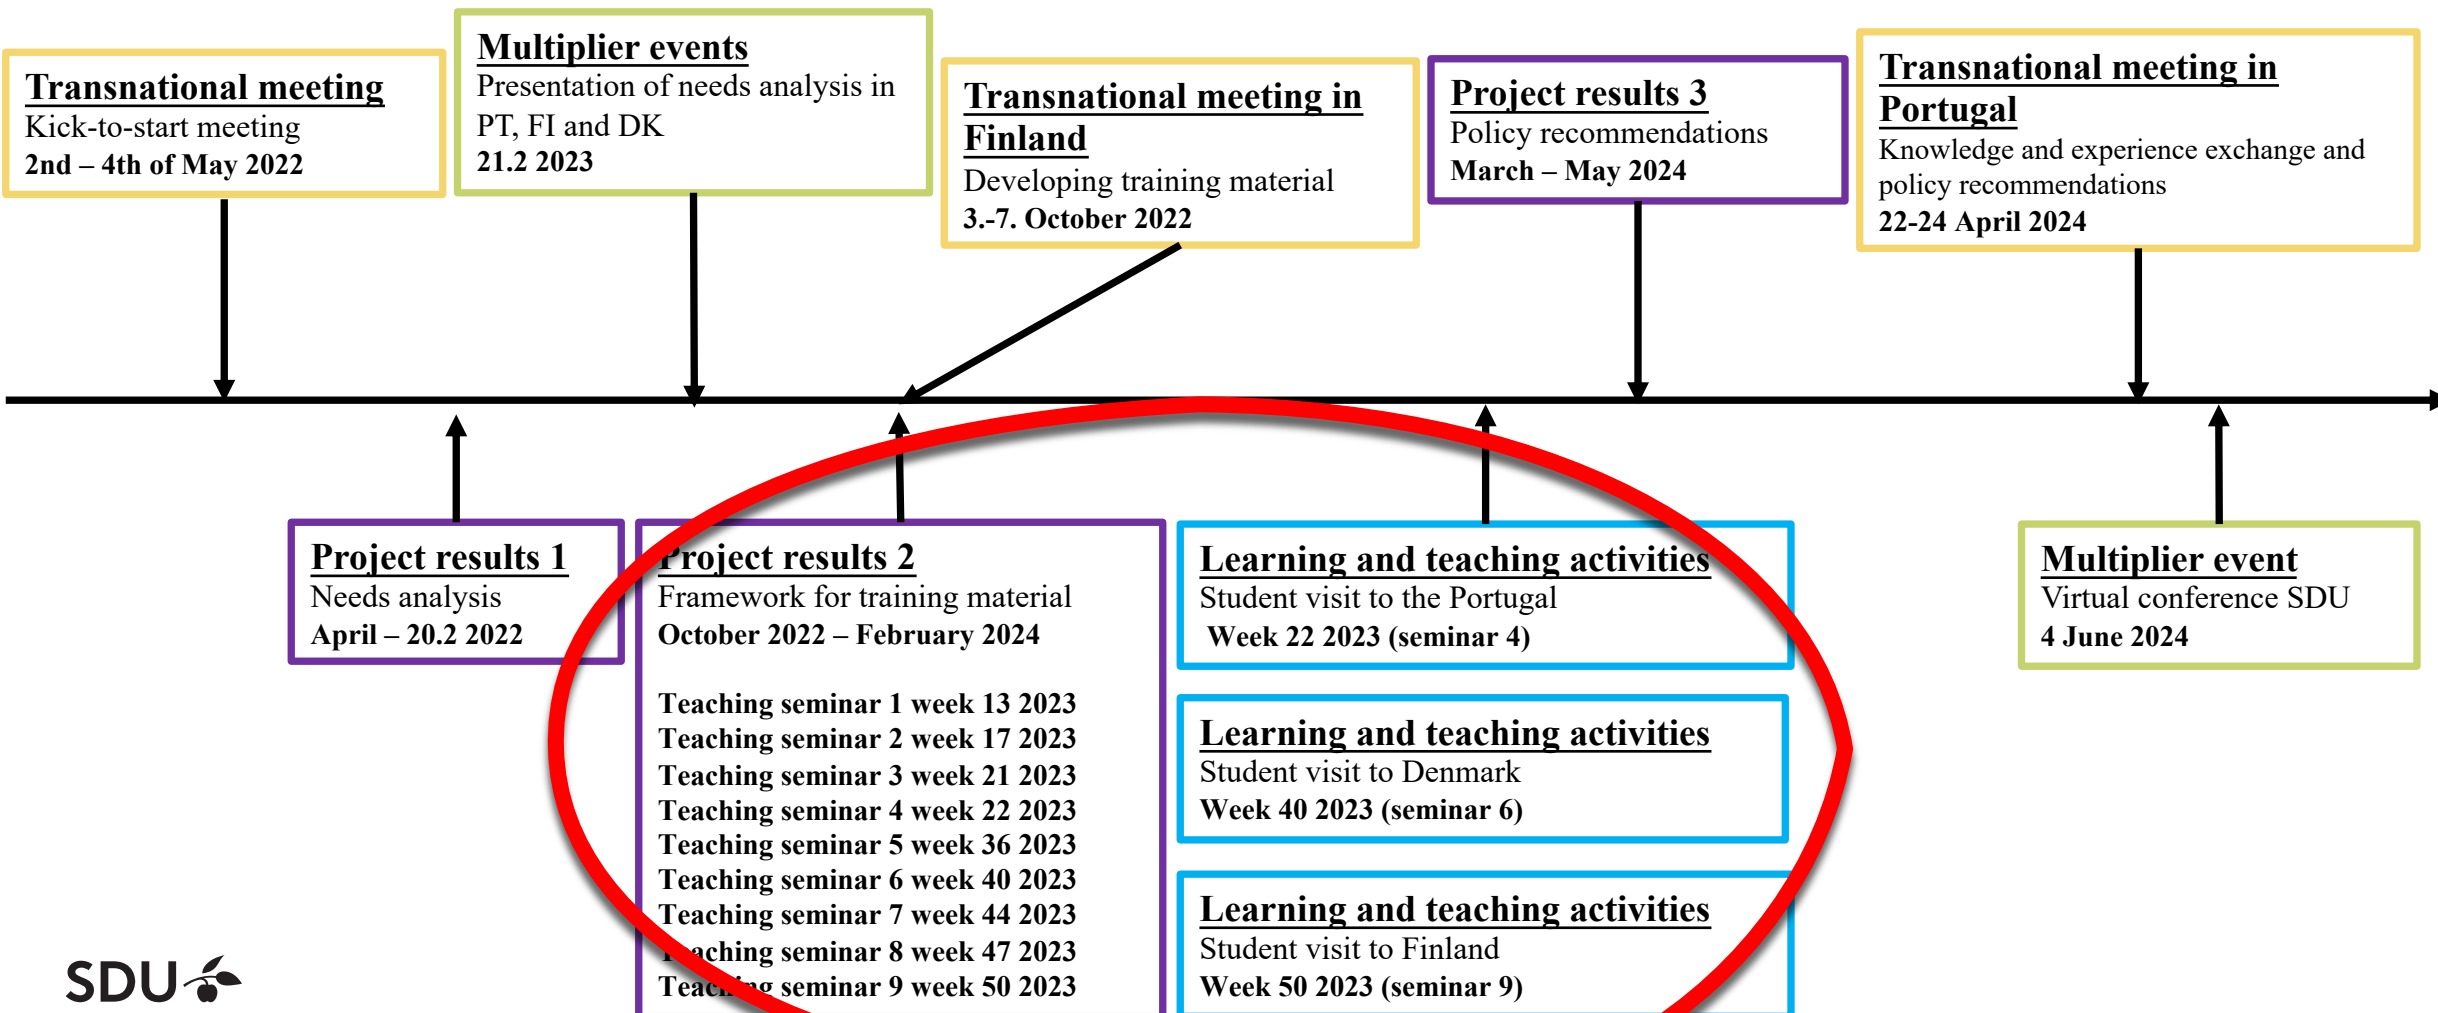 Transnational meeting
Kick-to-start meeting
2nd – 4th of May 2022
Multiplier events
Presentation of needs analysis in
PT, FI and DK
21.2 2023
Transnational meeting in
Finland
Developing training material
3.-7. October 2022
Project results 3
Policy recommendations
March – May 2024
Transnational meeting in
Portugal
Knowledge and experience exchange and
policy recommendations
22-24 April 2024
Project results 1
Needs analysis
April – 20.2 2022
Project results 2
Framework for training material
October 2022 – February 2024
Teaching seminar 1 week 13 2023
Teaching seminar 2 week 17 2023
Teaching seminar 3 week 21 2023
Teaching seminar 4 week 22 2023
Teaching seminar 5 week 36 2023
Teaching seminar 6 week 40 2023
Teaching seminar 7 week 44 2023
Teaching seminar 8 week 47 2023
Teaching seminar 9 week 50 2023
Learning and teaching activities
Student visit to the Portugal
Week 22 2023 (seminar 4)
Learning and teaching activities
Student visit to Denmark
Week 40 2023 (seminar 6)
Learning and teaching activities
Student visit to Finland
Week 50 2023 (seminar 9)
Multiplier event
Virtual conference SDU
4 June 2024
SDU